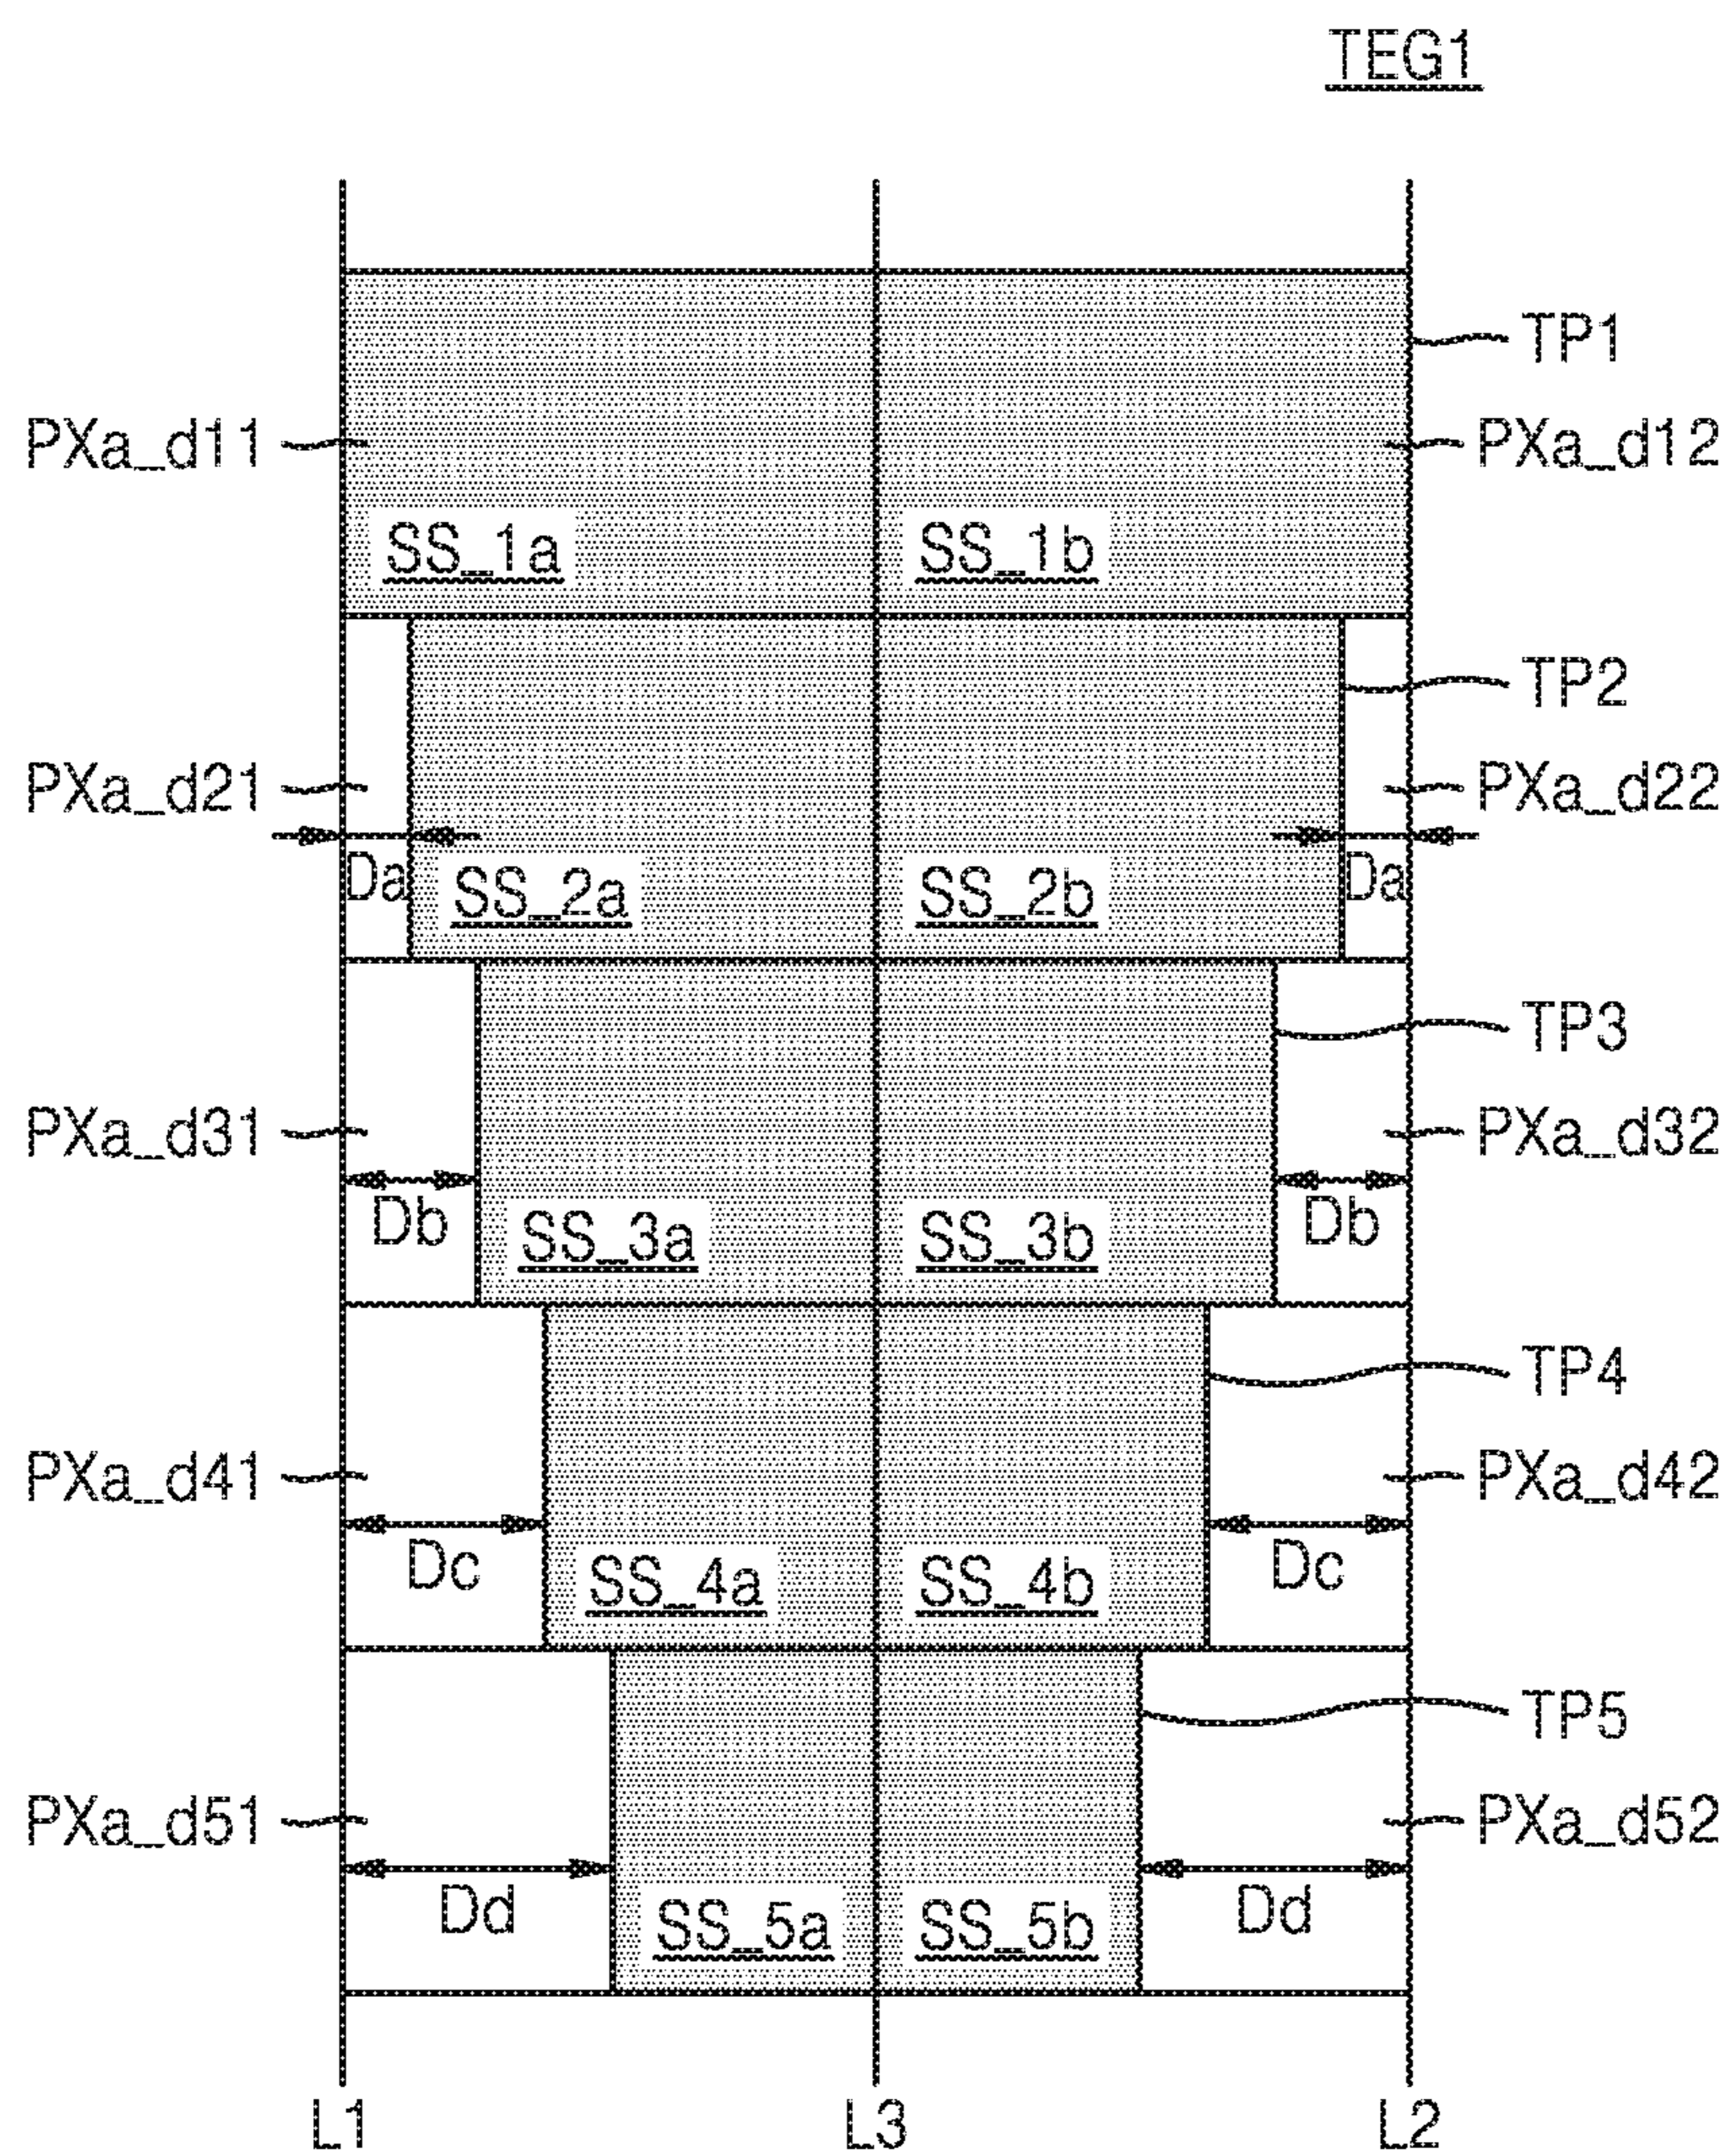 TEG1
TP1
PXa_d11
PXa_d12
SS_1a
SS_1b
TP2
PXa_d21
PXa_d22
Da
Da
SS_2a
SS_2b
TP3
PXa_d31
PXa_d32
Db
Db
SS_3a
SS_3b
TP4
PXa_d41
PXa_d42
Dc
Dc
SS_4a
SS_4b
TP5
PXa_d51
PXa_d52
Dd
Dd
SS_5a
SS_5b
L1
L3
L2